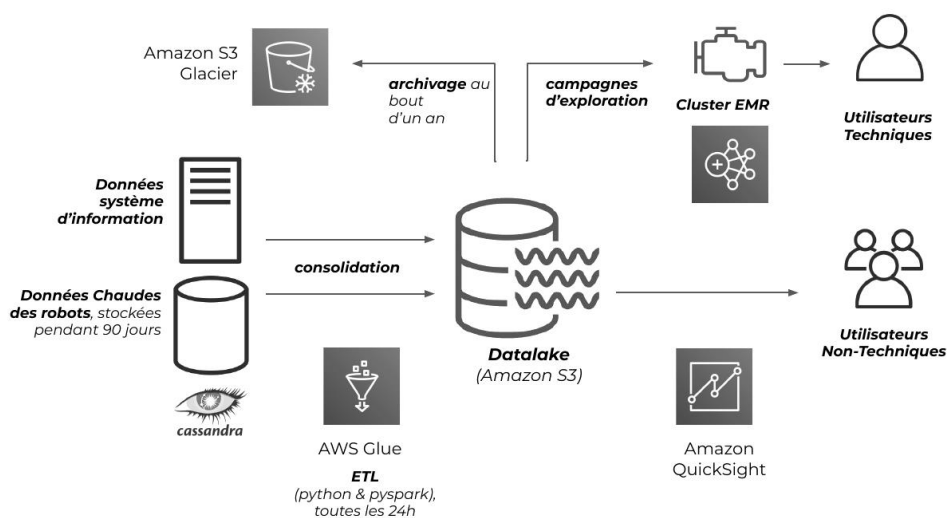 Amazon S3
Glacier
archivage au
bout
d'un an
campagnes
d'exploration
Cluster EMR
Utilisateurs
Techniques
Données
système
d'information
consolidation
Données Chaudes
des robots, stockées
pendant 90 jours
cassandra
Datalake
(Amazon S3)
Utilisateurs
Non-Techniques
AWS Glue
ETL
(python & pyspark),
toutes les 24h
Amazon
QuickSight